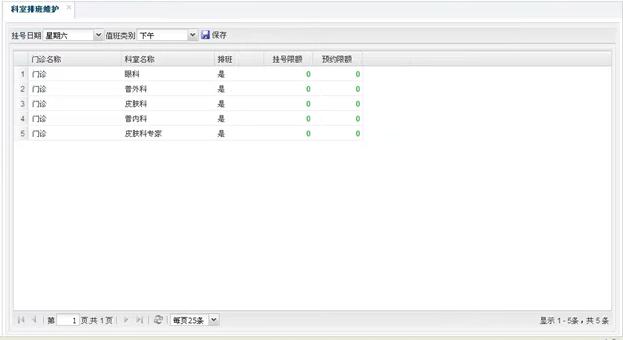 科室排班维护
挂号日期 星期六 值班类别 下午 保存
门诊名称 科室名称 排班 挂号限额 预约限额
1 门诊 眼科 是 0 0
2 门诊 普外科 是 0 0
3 门诊 皮肤科 是 0 0
4 门诊 普内科 是 0 0
5 门诊 皮肤科专家 是 0 0
第 1 页,共 1 页 每页25条 显示 1 - 5条，共 5 条